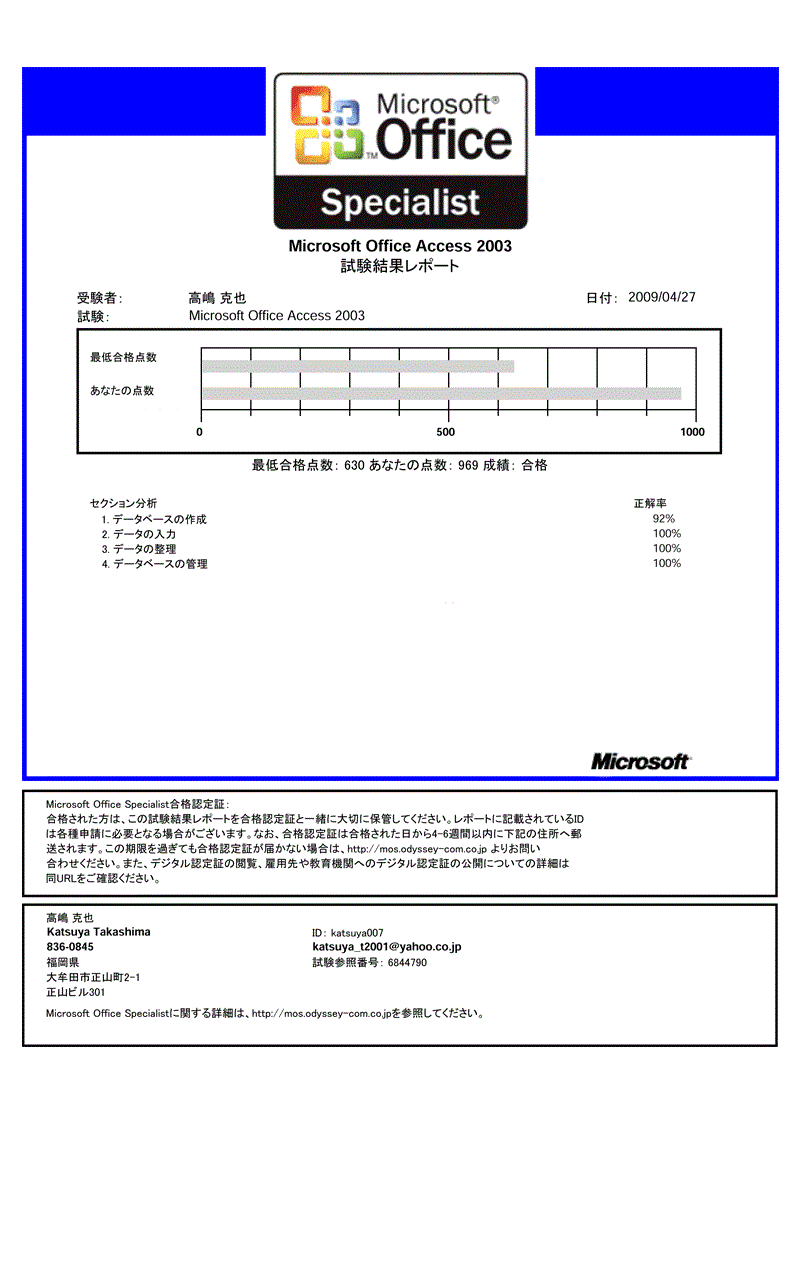 Microsoft®
Office
TM
Specialist
Microsoft Office Access 2003
試験結果レポート
受験者： 高嶋 克也 日付： 2009/04/27
試験： Microsoft Office Access 2003
最低合格点数
あなたの点数
0 500 1000
最低合格点数： 630 あなたの点数： 969 成績： 合格
セクション分析 正解率
1. データベースの作成 92%
2. データの入力 100%
3. データの整理 100%
4. データベースの管理 100%
Microsoft
Microsoft Office Specialist合格認定証：
合格された方は、この試験結果レポートを合格認定証と一緒に大切に保管してください。レポートに記載されているID
は各種申請に必要となる場合がございます。なお、合格認定証は合格された日から4-6週間以内に下記の住所へ郵
送されます。この期限を過ぎても合格認定証が届かない場合は、http://mos.odyssey-com.co.jp よりお問い
合わせください。また、デジタル認定証の閲覧、雇用先や教育機関へのデジタル認定証の公開についての詳細は
同URLをご確認ください。
高嶋 克也
Katsuya Takashima ID： katsuya007
836-0845 katsuya_t2001@yahoo.co.jp
福岡県 試験参照番号： 6844790
大牟田市正山町2-1
正山ビル301
Microsoft Office Specialistに関する詳細は、http://mos.odyssey-com.co.jpを参照してください。